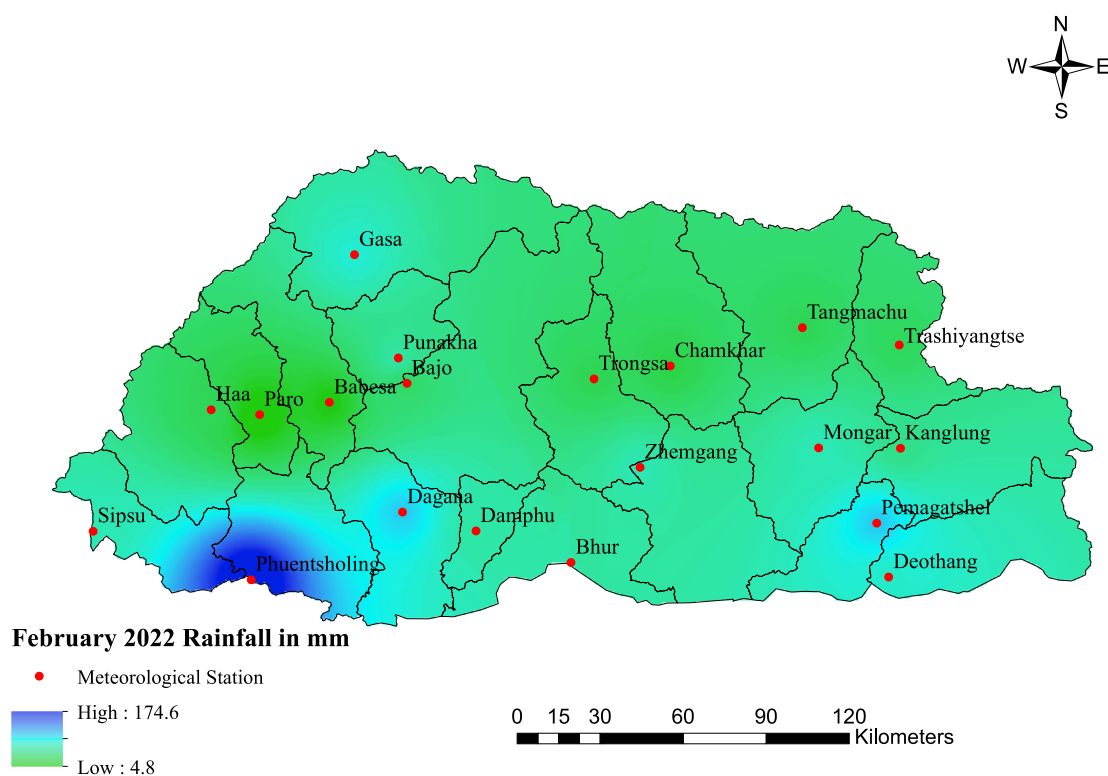 N
W E
S
Gasa
Tangmachu
Trashiyangtse
Punakha
Chamkhar
Bajo
Trongsa
Babesa
Haa
Paro
Mongar
Kanglung
Zhemgang
Dagana
Pemagatshel
Sipsu
Damphu
Bhur
Phuentsholing
Deothang
February 2022 Rainfall in mm
Meteorological Station
High : 174.6
Low : 4.8
0 15 30 60 90 120
Kilometers